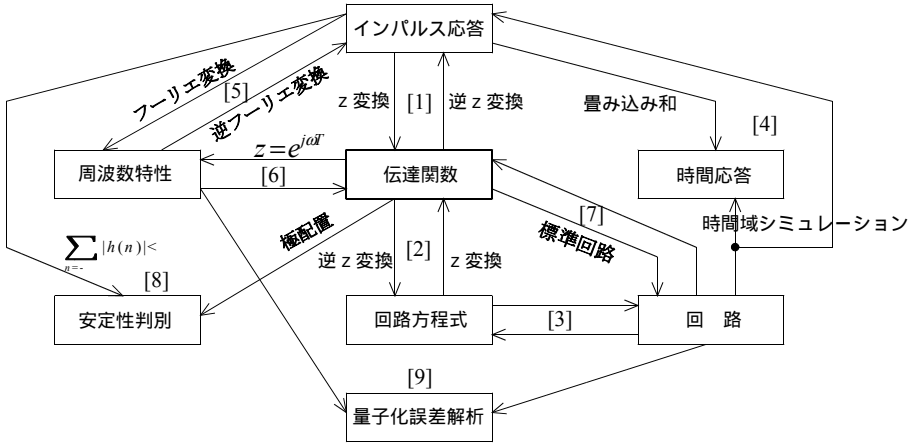 インパルス応答
フーリエ変換
[5]
逆フーリエ変換
z 変換
[1]
逆 z 変換
畳み込み和
[4]
z = e^{jωT}
周波数特性
[6]
伝達関数
時間応答
[7]
時間域シミュレーション
極配置
標準回路
[2]
逆 z 変換
z 変換
∑ |h(n)|<
n=-
[8]
安定性判別
回路方程式
[3]
回 路
[9]
量子化誤差解析